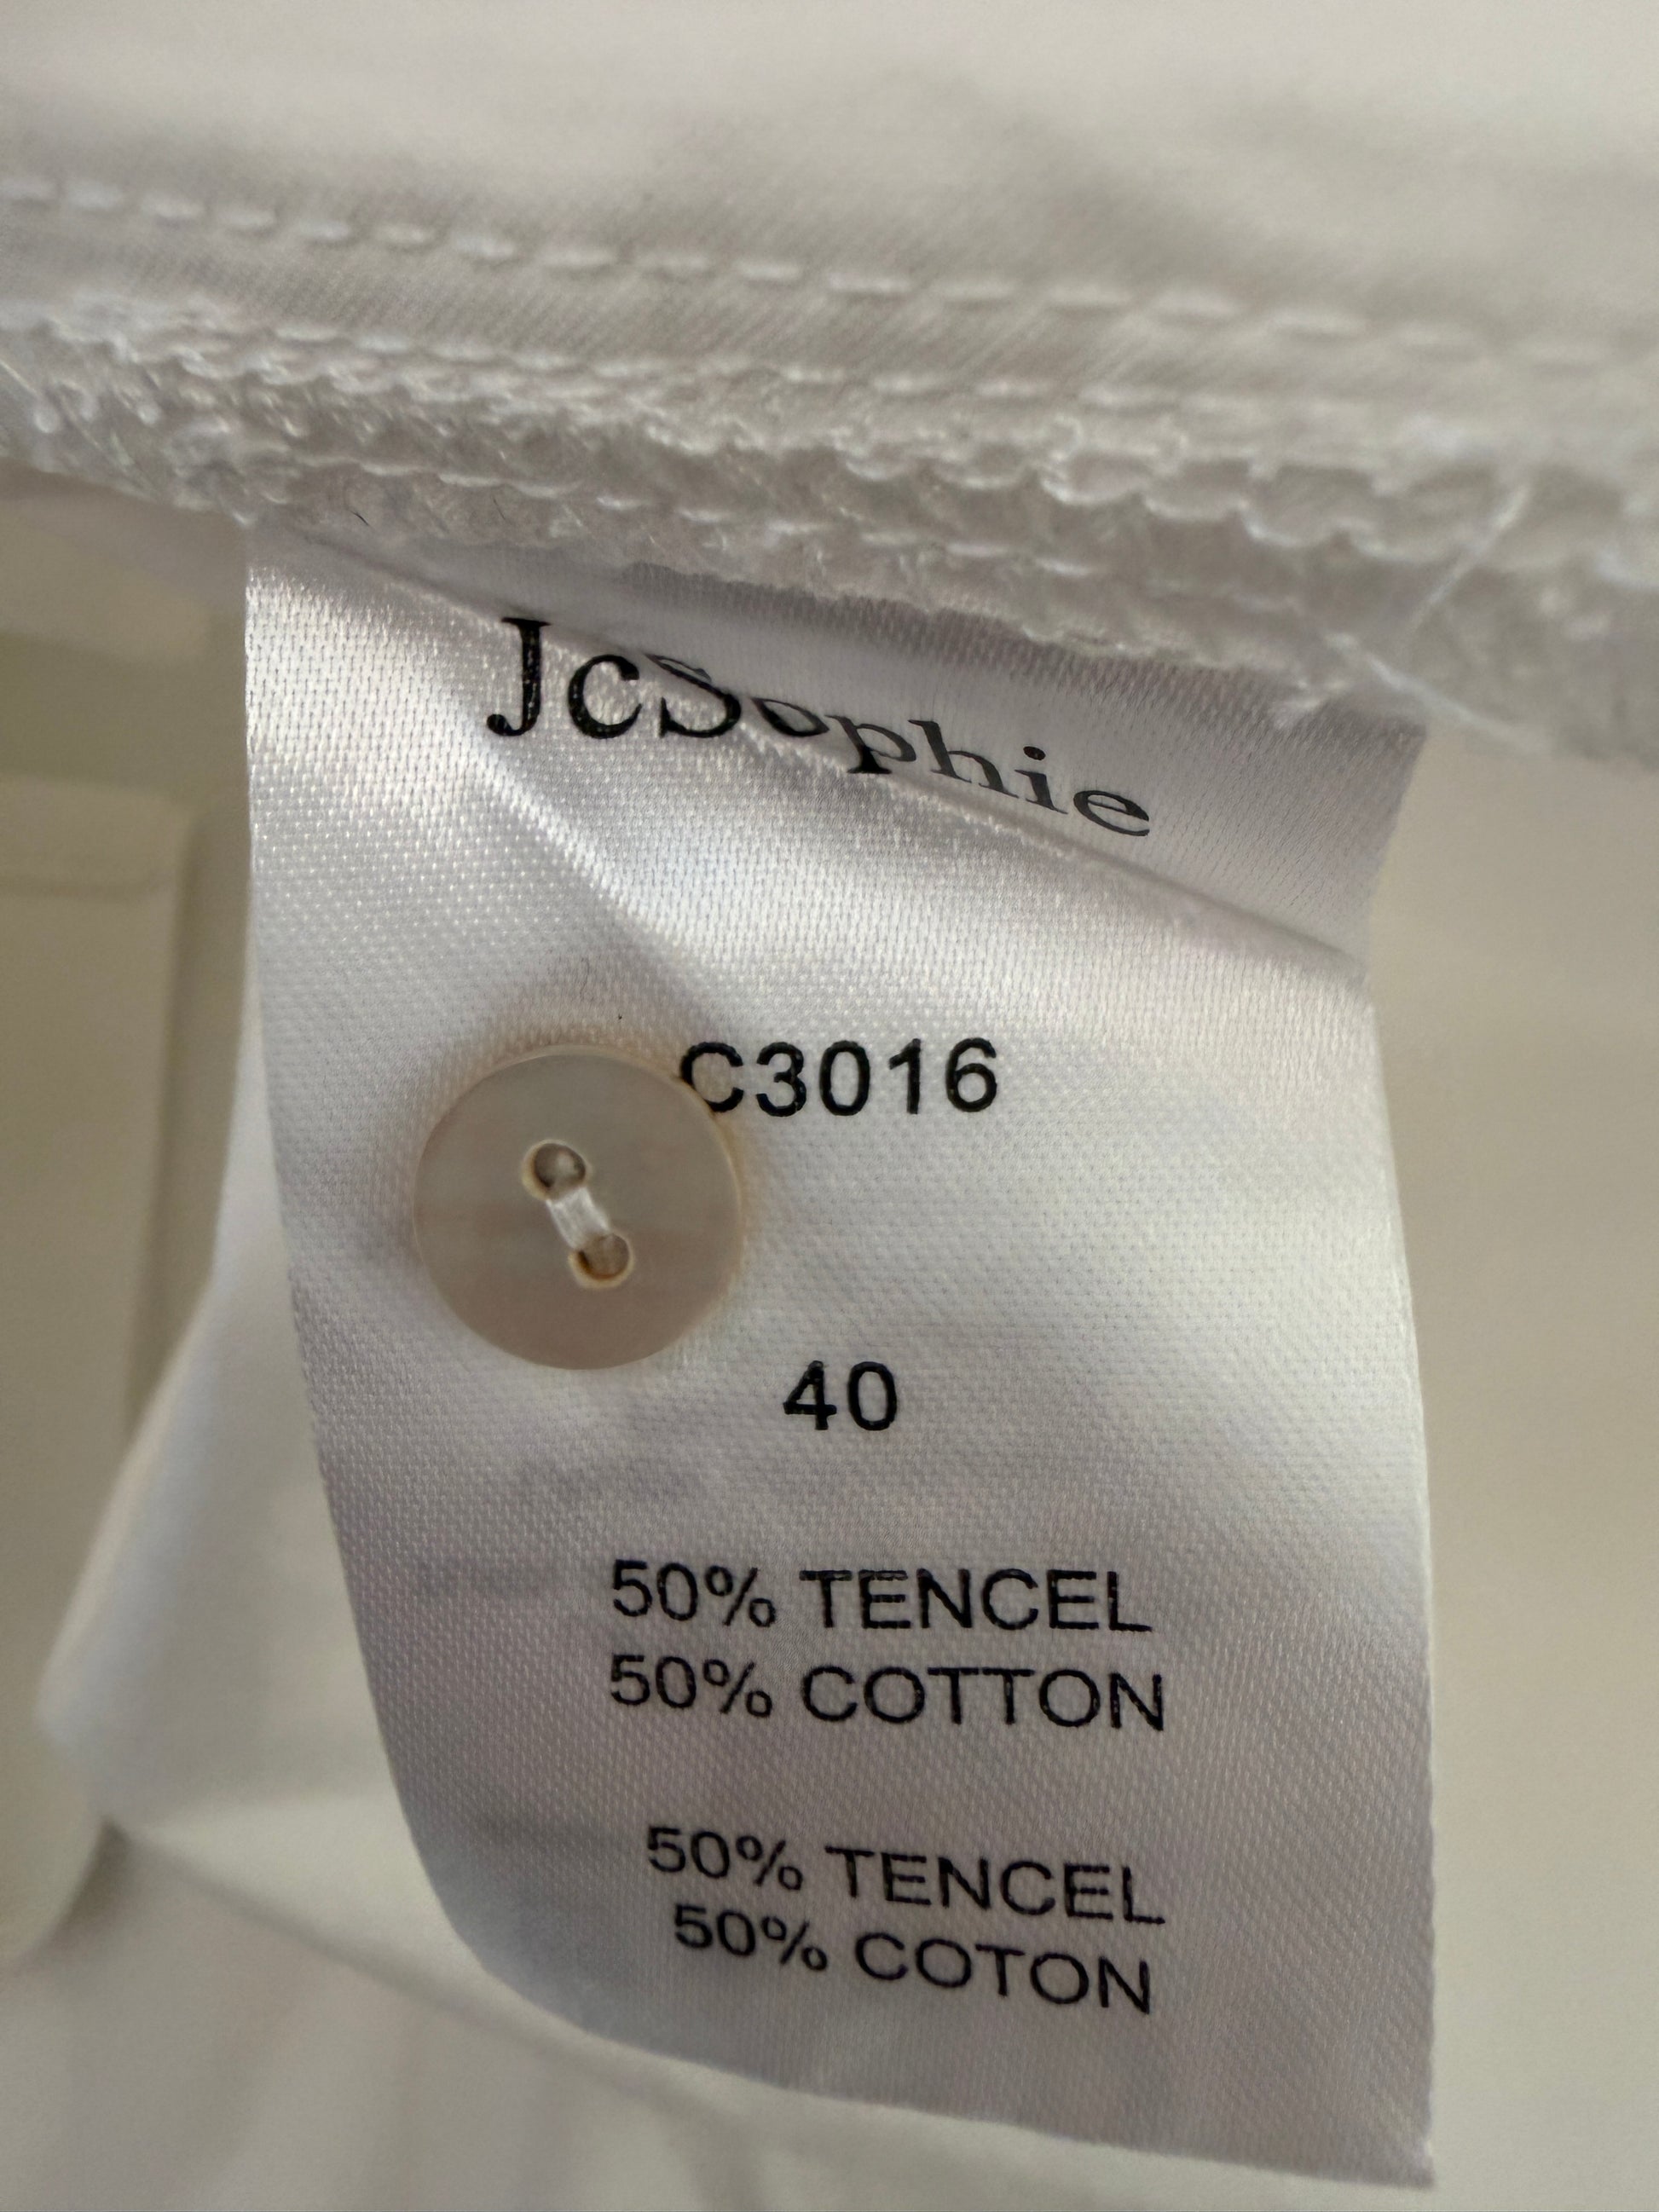 JcSophie
C3016
40
50% TENCEL
50% COTTON
50% TENCEL
50% COTON